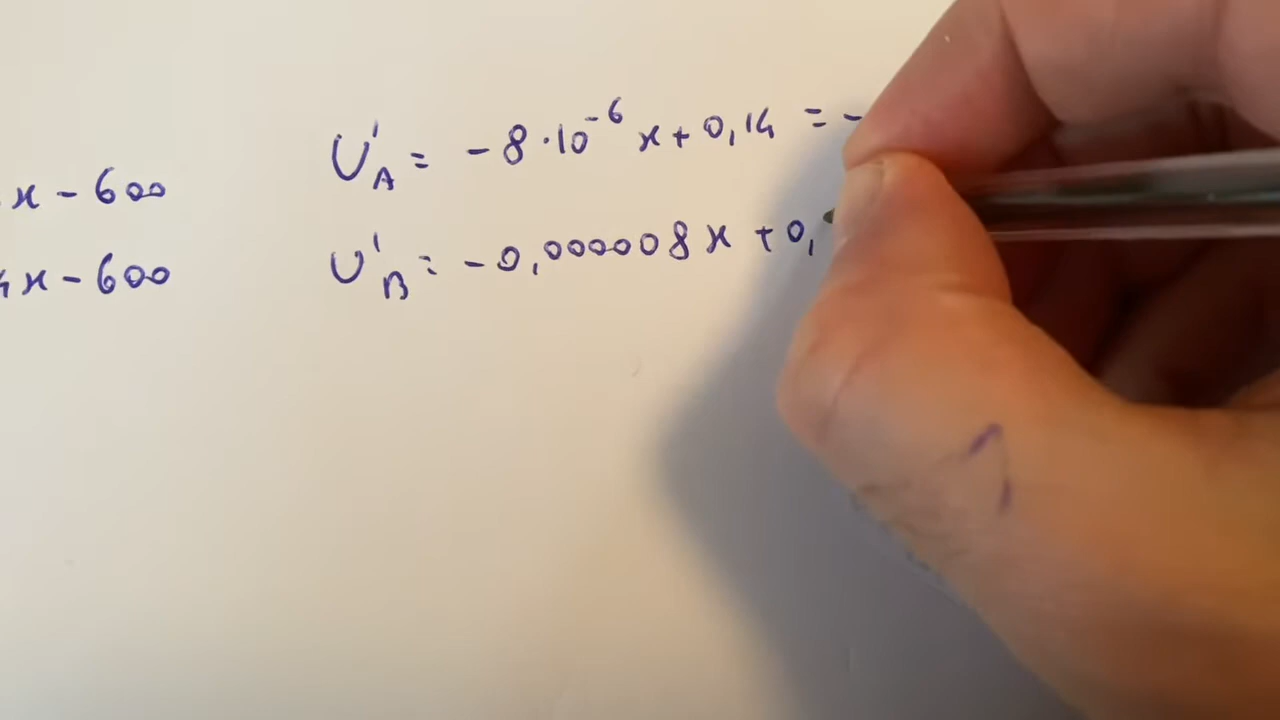 x - 600
U'A = - 8 · 10⁻⁶ x + 0,14 = -
x - 600
U'B = - 0,000008 x + 0,